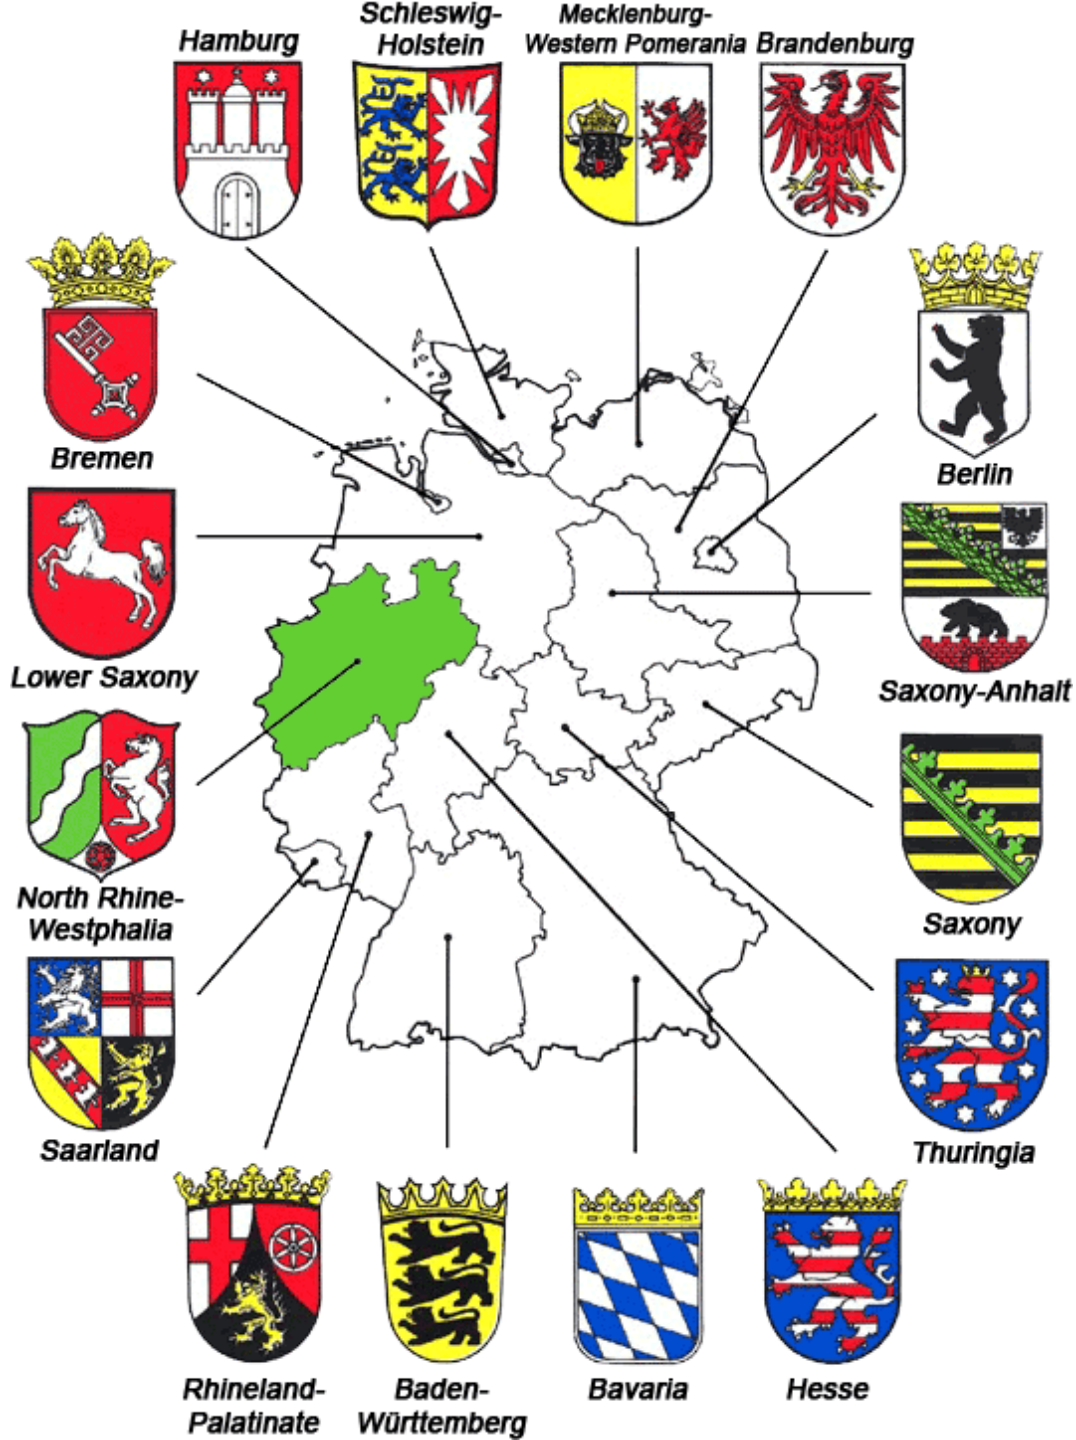 Hamburg
Schleswig-
Holstein
Mecklenburg-
Western Pomerania
Brandenburg
Bremen
Berlin
Lower Saxony
Saxony-Anhalt
North Rhine-
Westphalia
Saxony
Saarland
Thuringia
Rhineland-
Palatinate
Baden-
Württemberg
Bavaria
Hesse